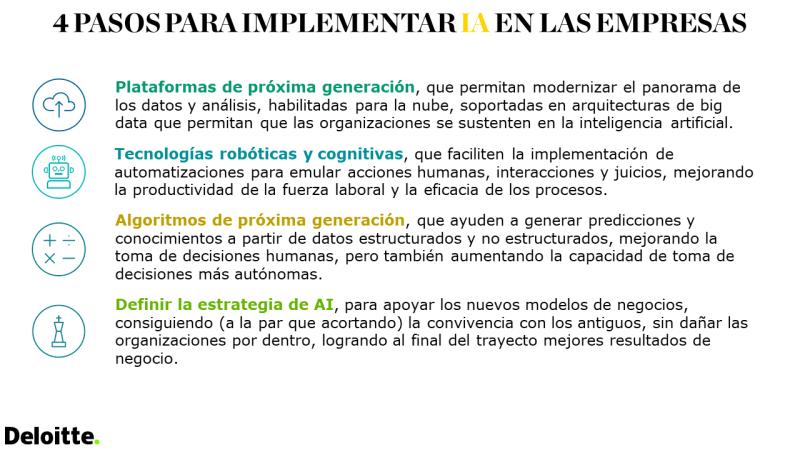 4 PASOS PARA IMPLEMENTAR IA EN LAS EMPRESAS
Plataformas de próxima generación, que permitan modernizar el panorama de
los datos y análisis, habilitadas para la nube, soportadas en arquitecturas de big
data que permitan que las organizaciones se sustenten en la inteligencia artificial.
Tecnologías robóticas y cognitivas, que faciliten la implementación de
automatizaciones para emular acciones humanas, interacciones y juicios, mejorando
la productividad de la fuerza laboral y la eficacia de los procesos.
Algoritmos de próxima generación, que ayuden a generar predicciones y
conocimientos a partir de datos estructurados y no estructurados, mejorando la
toma de decisiones humanas, pero también aumentando la capacidad de toma de
decisiones más autónomas.
Definir la estrategia de AI, para apoyar los nuevos modelos de negocios,
consiguiendo (a la par que acortando) la convivencia con los antiguos, sin dañar las
organizaciones por dentro, logrando al final del trayecto mejores resultados de
negocio.
Deloitte.